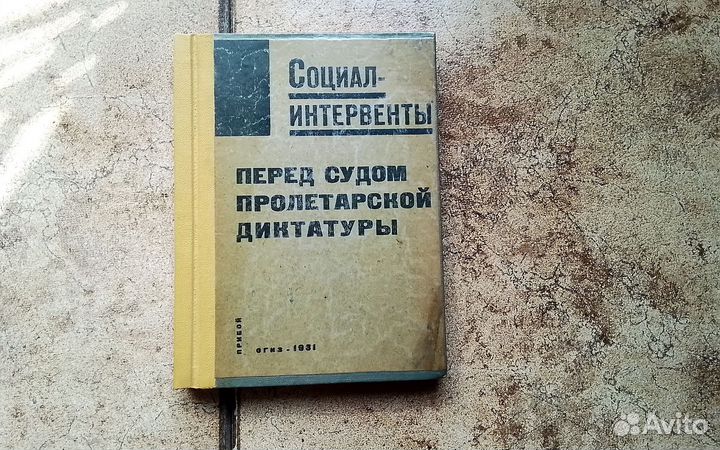 Социал-
интервенты
ПЕРЕД СУДОМ
ПРОЛЕТАРСКОЙ
ДИКТАТУРЫ
ПРИБОЙ
ОГИЗ - 1931
Avito